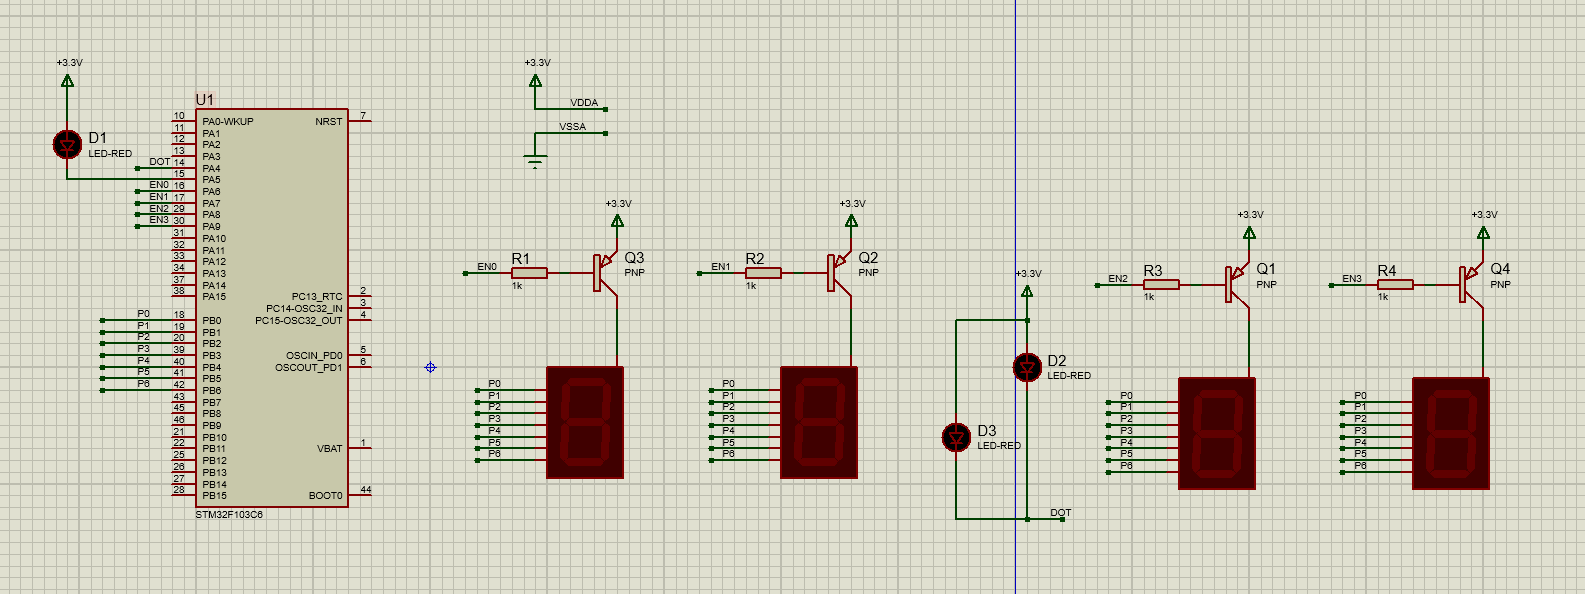 +3.3V
U1
10 PA0-WKUP NRST 7
11 PA1
12 PA2
13 PA3
DOT 14 PA4
15 PA5
EN0 16 PA6
EN1 17 PA7
EN2 29 PA8
EN3 30 PA9
31 PA10
32 PA11
33 PA12
34 PA13
37 PA14
38 PA15 PC13_RTC 2
PC14-OSC32_IN 3
P0 18 PB0 PC15-OSC32_OUT 4
P1 19 PB1
P2 20 PB2
P3 39 PB3 OSCIN_PD0 5
P4 40 PB4 OSCOUT_PD1 6
P5 41 PB5
P6 42 PB6
43 PB7
45 PB8
46 PB9
21 PB10
22 PB11 VBAT 1
25 PB12
26 PB13
27 PB14
28 PB15 BOOT0 44
STM32F103C6
D1
LED-RED
+3.3V
VDDA
VSSA
+3.3V
EN0 R1 Q3
1k PNP
P0
P1
P2
P3
P4
P5
P6
+3.3V
EN1 R2 Q2
1k PNP
P0
P1
P2
P3
P4
P5
P6
+3.3V
D2
LED-RED
D3
LED-RED
DOT
+3.3V
EN2 R3 Q1
1k PNP
P0
P1
P2
P3
P4
P5
P6
+3.3V
EN3 R4 Q4
1k PNP
P0
P1
P2
P3
P4
P5
P6